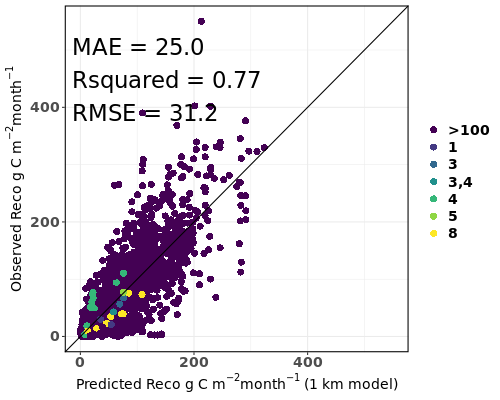 MAE = 25.0
Rsquared = 0.77
RMSE = 31.2
Observed Reco g C m⁻²month⁻¹
400
200
0
0 200 400
Predicted Reco g C m⁻²month⁻¹ (1 km model)
>100
1
3
3,4
4
5
8